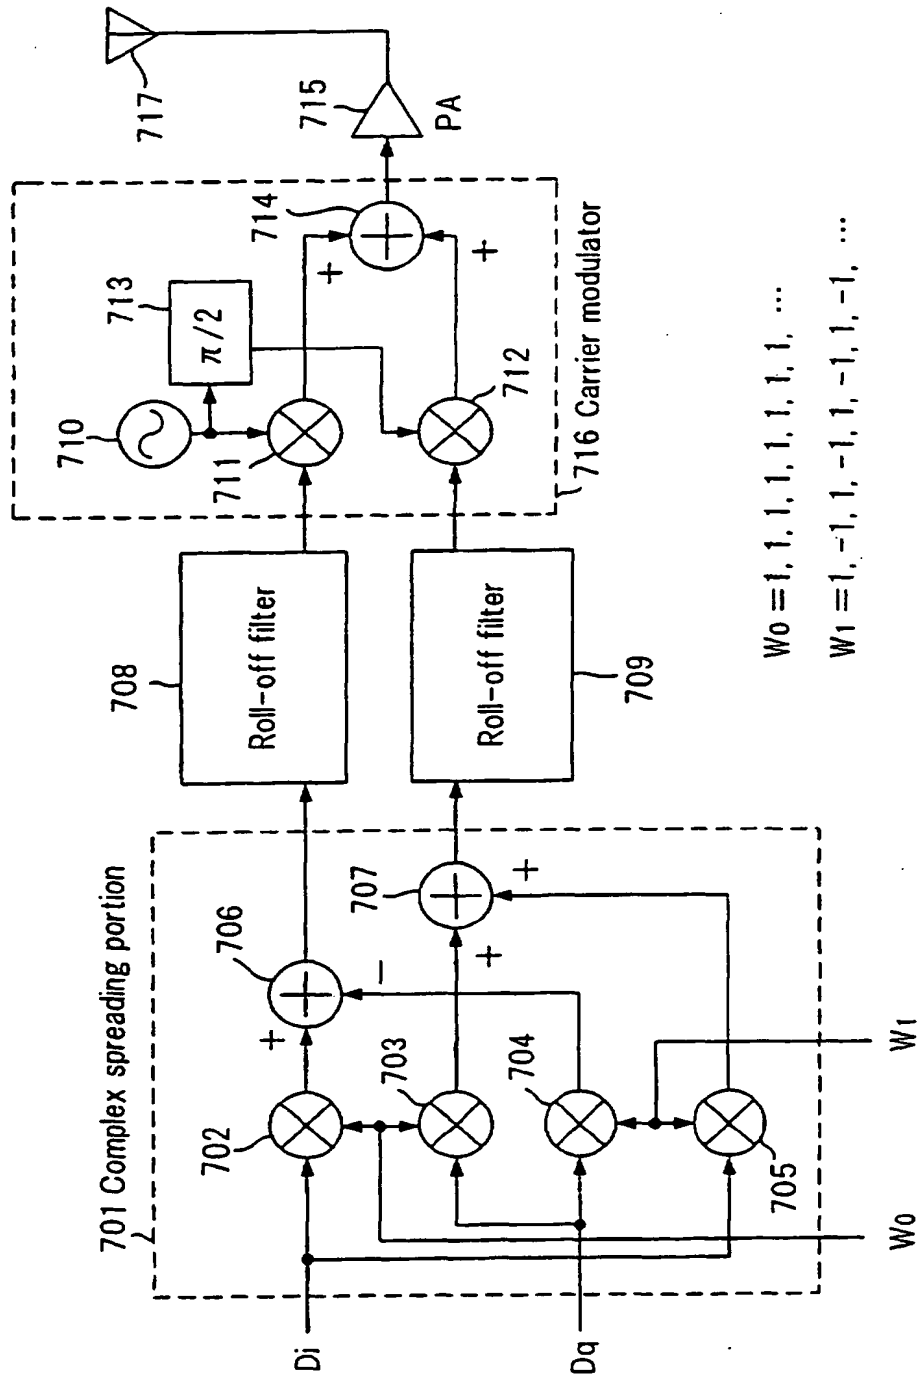 701 Complex spreading portion
Di
Dq
702
703
704
705
706
707
+
−
+
+
W0
W1
708
Roll-off filter
709
Roll-off filter
710
711
712
713
π/2
714
+
+
716 Carrier modulator
715
PA
717
W0 = 1, 1, 1, 1, 1, 1, 1, 1, ...
W1 = 1, -1, 1, -1, 1, -1, 1, -1, ...